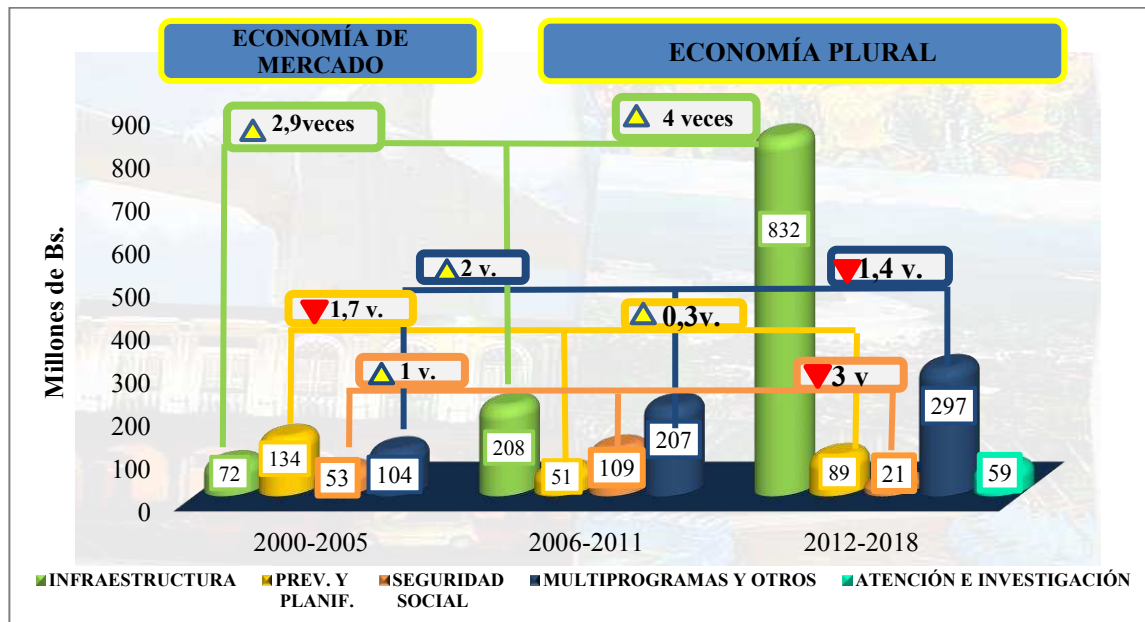 ECONOMÍA DE
MERCADO
ECONOMÍA PLURAL
2,9veces
4 veces
900
800
700
600
500
400
300
200
100
0
Millones de Bs.
2 v.
1,4 v.
1,7 v.
0,3v.
1 v.
3 v
72
134
53
104
208
51
109
207
832
89
21
297
59
2000-2005
2006-2011
2012-2018
INFRAESTRUCTURA
PREV. Y
PLANIF.
SEGURIDAD
SOCIAL
MULTIPROGRAMAS Y OTROS
ATENCIÓN E INVESTIGACIÓN